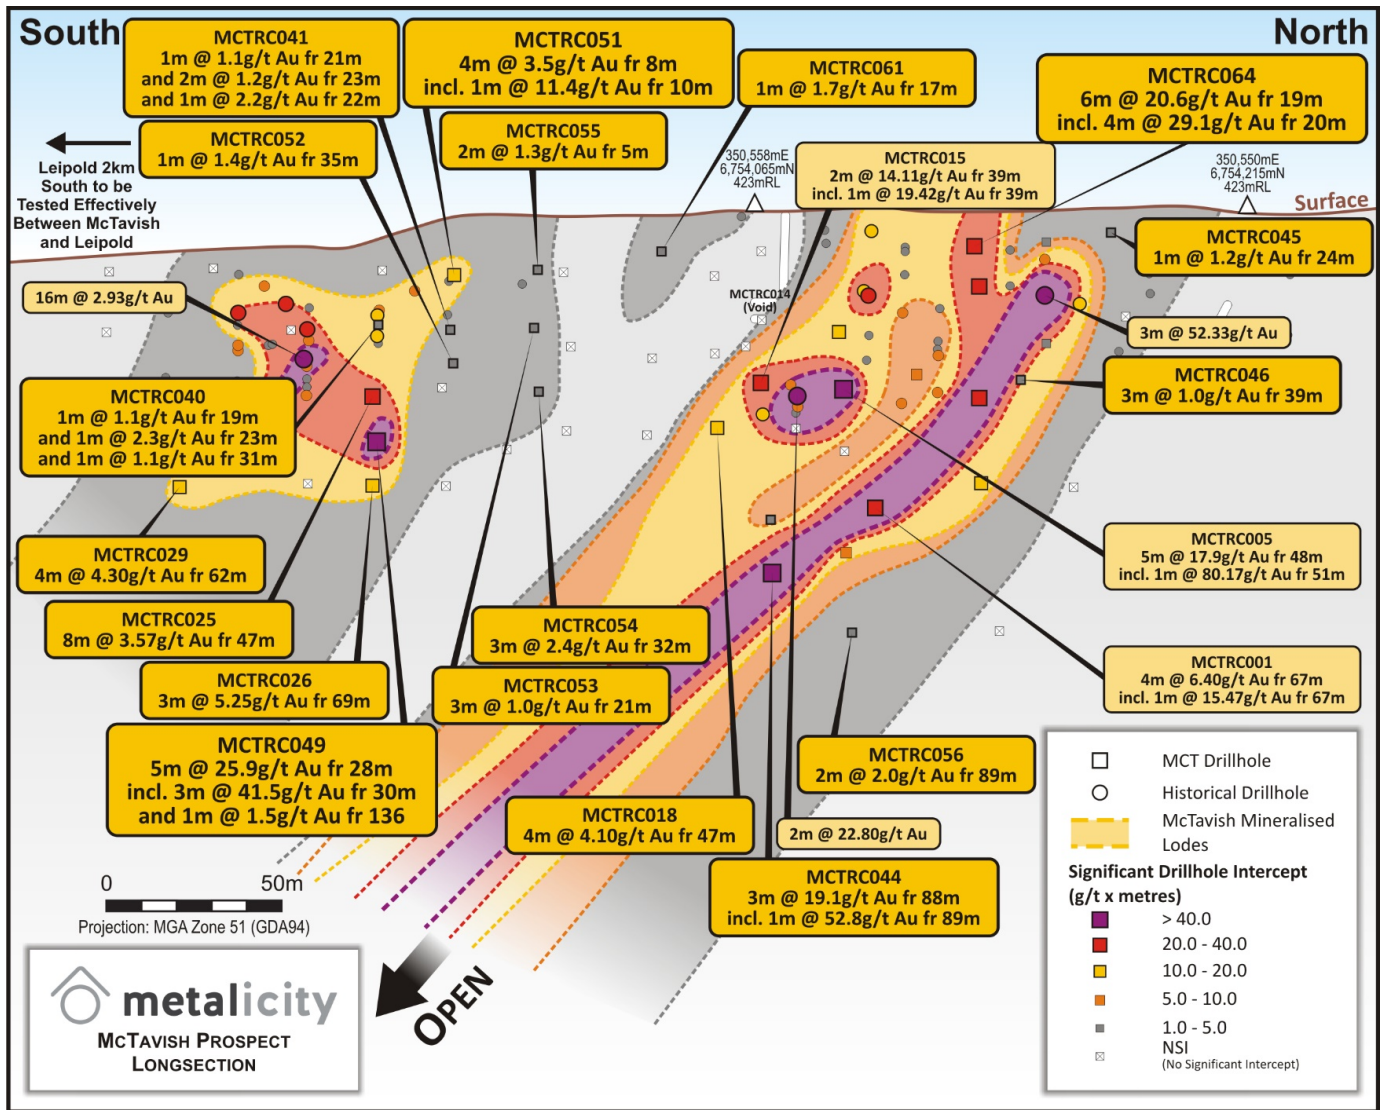 South
North
MCTRC041
1m @ 1.1g/t Au fr 21m
and 2m @ 1.2g/t Au fr 23m
and 1m @ 2.2g/t Au fr 22m
MCTRC051
4m @ 3.5g/t Au fr 8m
incl. 1m @ 11.4g/t Au fr 10m
MCTRC061
1m @ 1.7g/t Au fr 17m
MCTRC064
6m @ 20.6g/t Au fr 19m
incl. 4m @ 29.1g/t Au fr 20m
MCTRC052
1m @ 1.4g/t Au fr 35m
MCTRC055
2m @ 1.3g/t Au fr 5m
Leipold 2km
South to be
Tested Effectively
Between McTavish
and Leipold
350,558mE
6,754,065mN
423mRL
MCTRC015
2m @ 14.11g/t Au fr 39m
incl. 1m @ 19.42g/t Au fr 39m
350,550mE
6,754,215mN
423mRL
Surface
MCTRC045
1m @ 1.2g/t Au fr 24m
16m @ 2.93g/t Au
MCTRC014
(Void)
3m @ 52.33g/t Au
MCTRC046
3m @ 1.0g/t Au fr 39m
MCTRC040
1m @ 1.1g/t Au fr 19m
and 1m @ 2.3g/t Au fr 23m
and 1m @ 1.1g/t Au fr 31m
MCTRC029
4m @ 4.30g/t Au fr 62m
MCTRC005
5m @ 17.9g/t Au fr 48m
incl. 1m @ 80.17g/t Au fr 51m
MCTRC025
8m @ 3.57g/t Au fr 47m
MCTRC054
3m @ 2.4g/t Au fr 32m
MCTRC001
4m @ 6.40g/t Au fr 67m
incl. 1m @ 15.47g/t Au fr 67m
MCTRC026
3m @ 5.25g/t Au fr 69m
MCTRC053
3m @ 1.0g/t Au fr 21m
MCTRC049
5m @ 25.9g/t Au fr 28m
incl. 3m @ 41.5g/t Au fr 30m
and 1m @ 1.5g/t Au fr 136
MCTRC056
2m @ 2.0g/t Au fr 89m
MCTRC018
4m @ 4.10g/t Au fr 47m
2m @ 22.80g/t Au
MCTRC044
3m @ 19.1g/t Au fr 88m
incl. 1m @ 52.8g/t Au fr 89m
0 50m
Projection: MGA Zone 51 (GDA94)
OPEN
metalicity
MCTAVISH PROSPECT
LONGSECTION
MCT Drillhole
Historical Drillhole
McTavish Mineralised
Lodes
Significant Drillhole Intercept
(g/t x metres)
> 40.0
20.0 - 40.0
10.0 - 20.0
5.0 - 10.0
1.0 - 5.0
NSI
(No Significant Intercept)